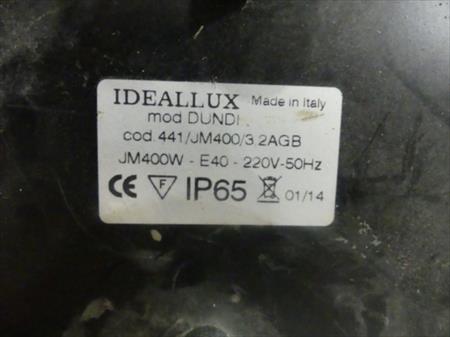 IDEALLUX Made in Italy
mod DUNDI
cod 441/JM400/3.2AGB
JM400W - E40 - 220V-50Hz
CE F IP65 01/14